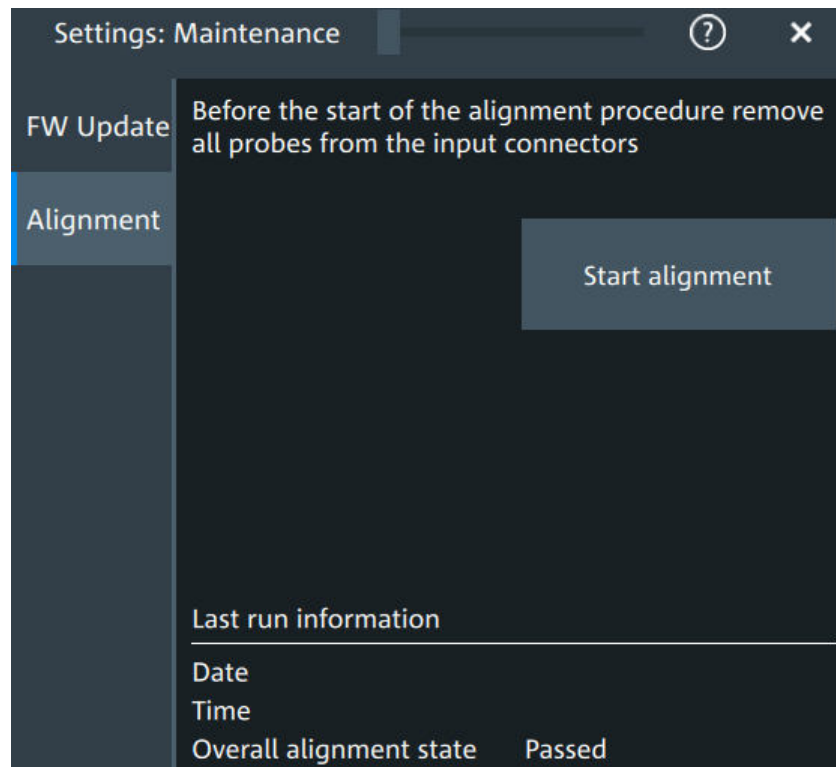 Settings: Maintenance
FW Update
Alignment
Before the start of the alignment procedure remove
all probes from the input connectors
Start alignment
Last run information
Date
Time
Overall alignment state Passed